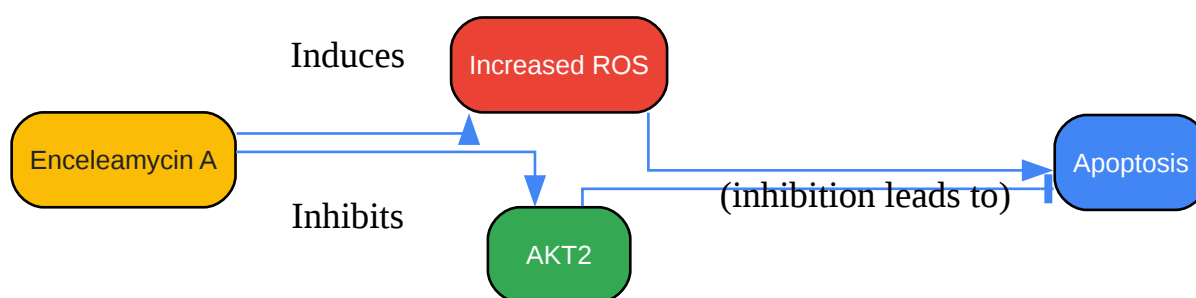 Induces
Increased ROS
Enceleamycin A
Apoptosis
(inhibition leads to)
Inhibits
AKT2